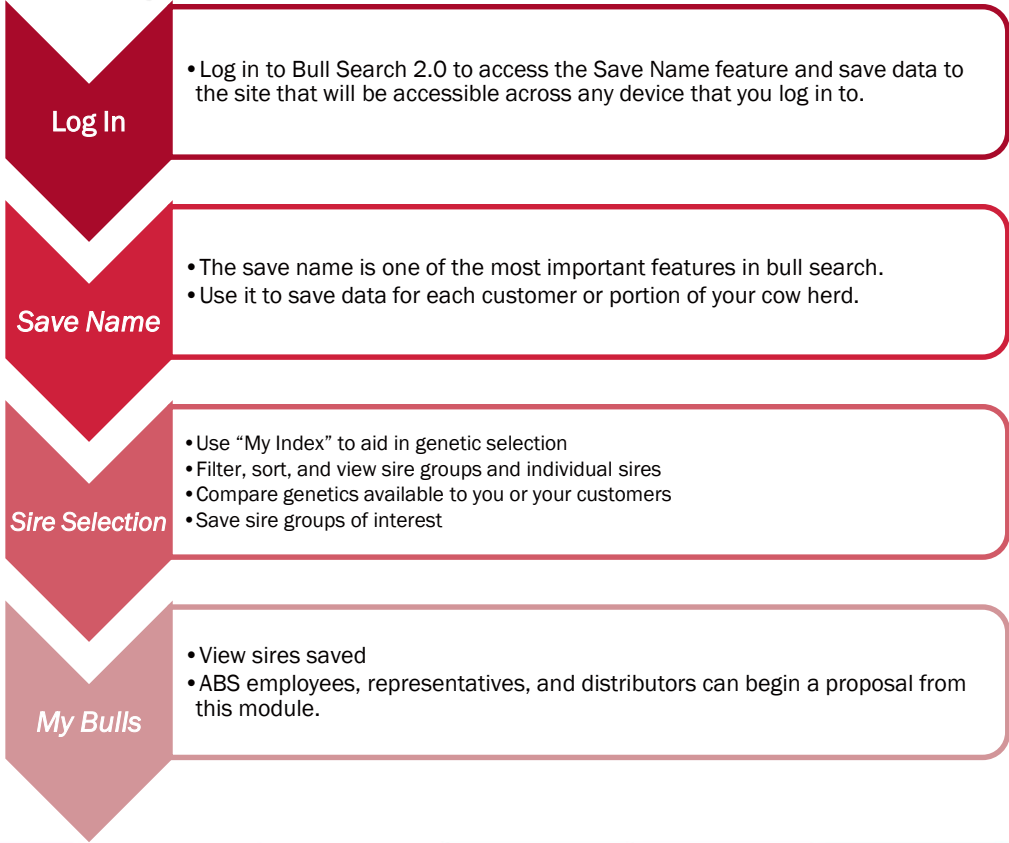 Log In
•Log in to Bull Search 2.0 to access the Save Name feature and save data to
the site that will be accessible across any device that you log in to.
Save Name
•The save name is one of the most important features in bull search.
•Use it to save data for each customer or portion of your cow herd.
Sire Selection
•Use “My Index” to aid in genetic selection
•Filter, sort, and view sire groups and individual sires
•Compare genetics available to you or your customers
•Save sire groups of interest
My Bulls
•View sires saved
•ABS employees, representatives, and distributors can begin a proposal from
this module.